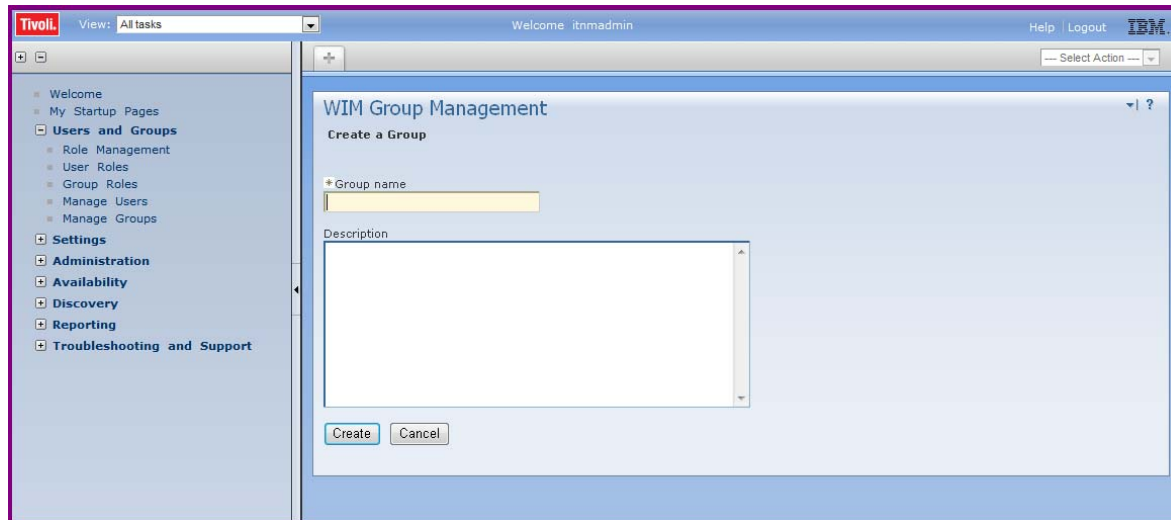 Tivoli. View: All tasks Welcome itnmadmin Help Logout IBM.
--- Select Action ---
Welcome
My Startup Pages
Users and Groups
Role Management
User Roles
Group Roles
Manage Users
Manage Groups
Settings
Administration
Availability
Discovery
Reporting
Troubleshooting and Support
WIM Group Management ?
Create a Group
*Group name
Description
Create Cancel